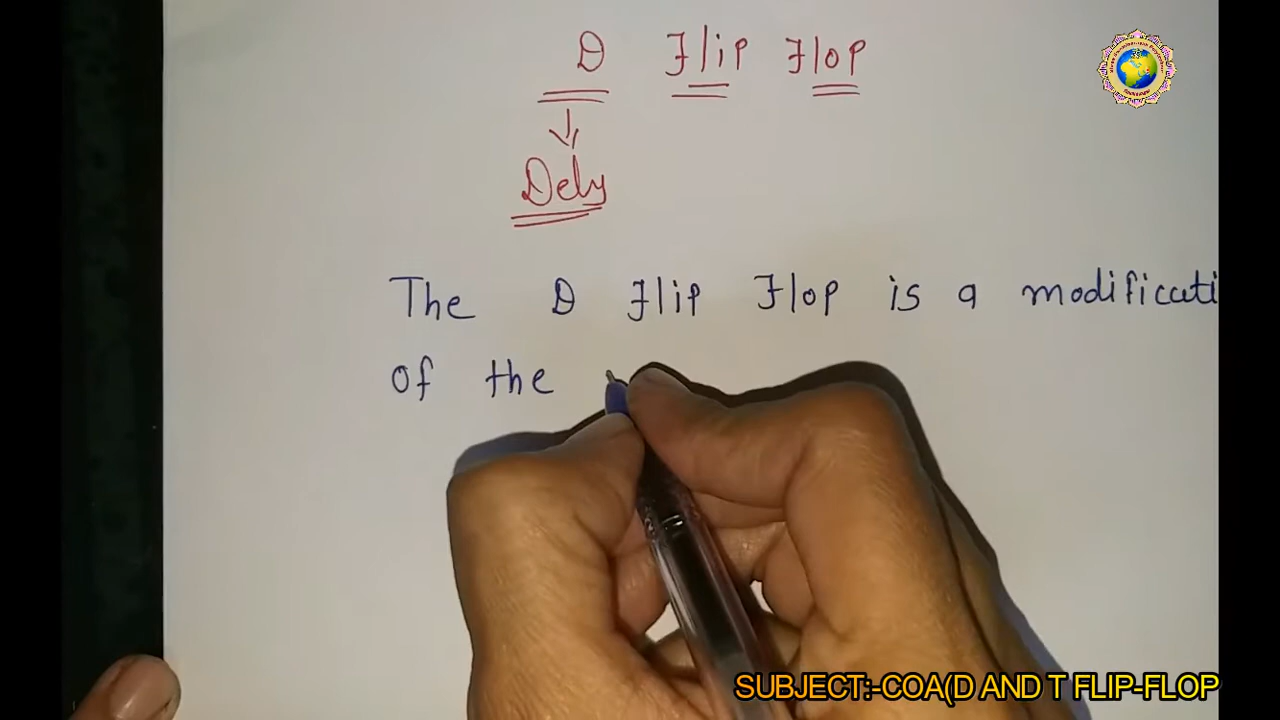 D Flip Flop
Dely
The D Flip Flop is a modificati
of the
SUBJECT:-COA(D AND T FLIP-FLOP